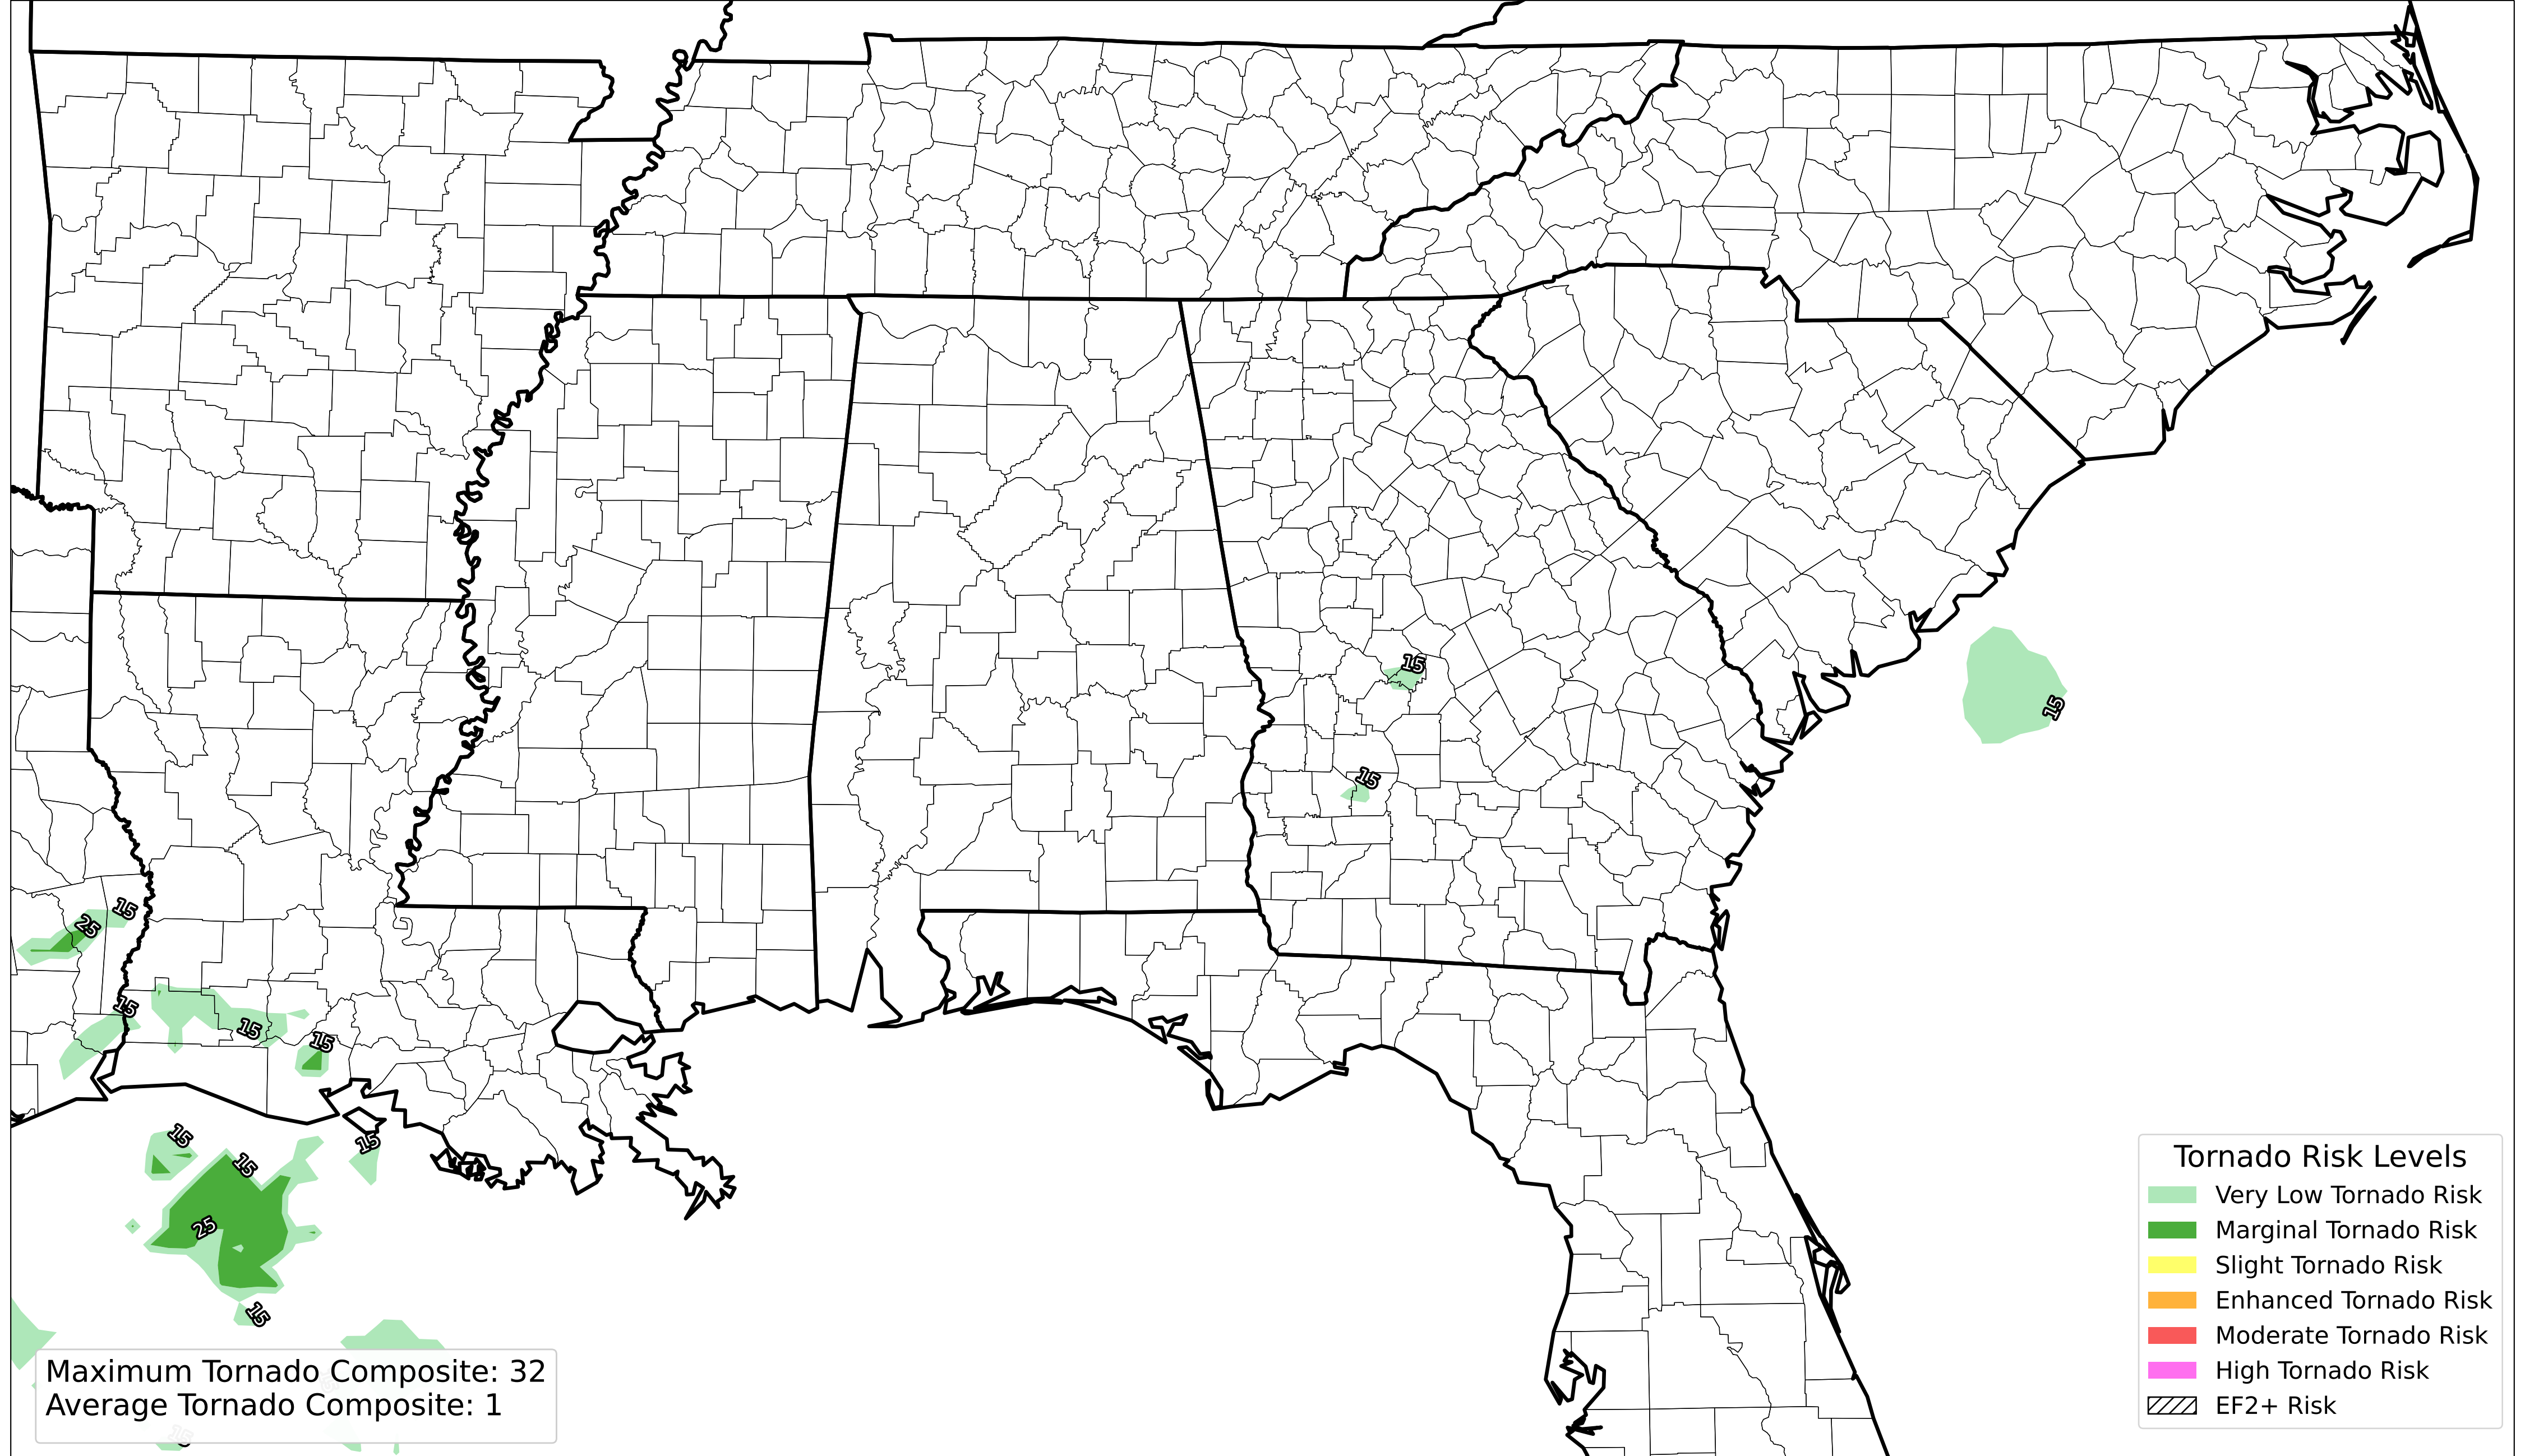 15
15
15
15
25
15
15
15
15
15
15
15
25
15
Maximum Tornado Composite: 32
Average Tornado Composite: 1
15
Tornado Risk Levels
Very Low Tornado Risk
Marginal Tornado Risk
Slight Tornado Risk
Enhanced Tornado Risk
Moderate Tornado Risk
High Tornado Risk
EF2+ Risk